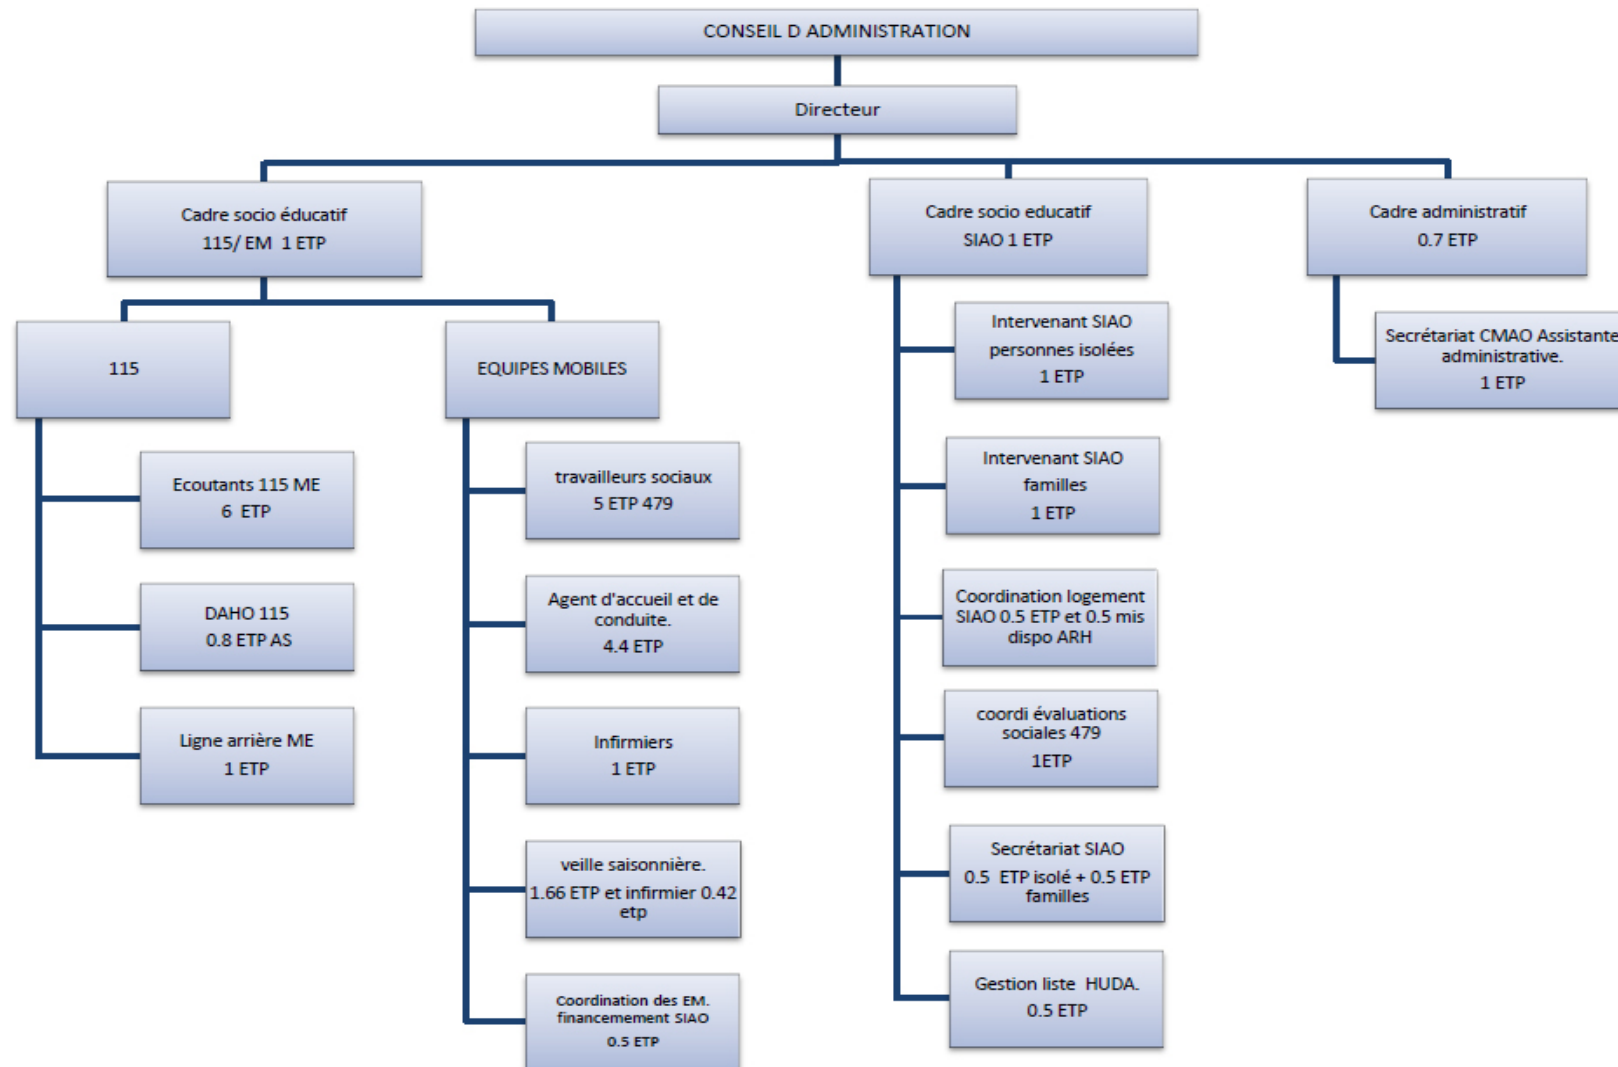 CONSEIL D ADMINISTRATION
Directeur
Cadre socio éducatif
115/ EM  1 ETP
115
Ecoutants 115 ME
6  ETP
DAHO 115
0.8 ETP AS
Ligne arrière ME
1 ETP
EQUIPES MOBILES
travailleurs sociaux
5 ETP 479
Agent d'accueil et de
conduite.
4.4 ETP
Infirmiers
1 ETP
veille saisonnière.
1.66 ETP et infirmier 0.42
etp
Coordination des EM.
financemement SIAO
0.5 ETP
Cadre socio educatif
SIAO 1 ETP
Intervenant SIAO
personnes isolées
1 ETP
Intervenant SIAO
familles
1 ETP
Coordination logement
SIAO 0.5 ETP et 0.5 mis
dispo ARH
coordi évaluations
sociales 479
1ETP
Secrétariat SIAO
0.5  ETP isolé + 0.5 ETP
familles
Gestion liste  HUDA.
0.5 ETP
Cadre administratif
0.7 ETP
Secrétariat CMAO Assistante
administrative.
1 ETP